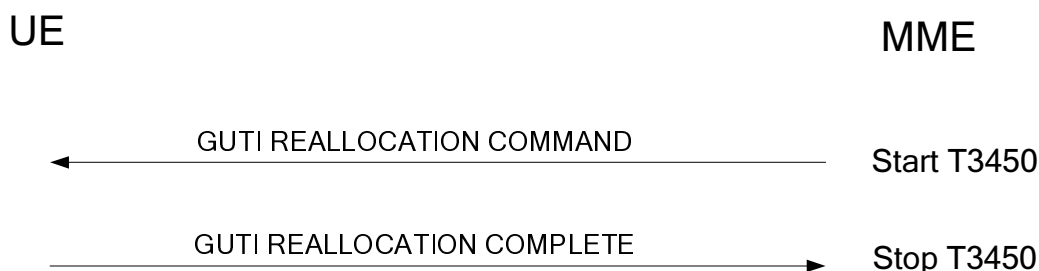 UE
MME
GUTI REALLOCATION COMMAND
Start T3450
GUTI REALLOCATION COMPLETE
Stop T3450